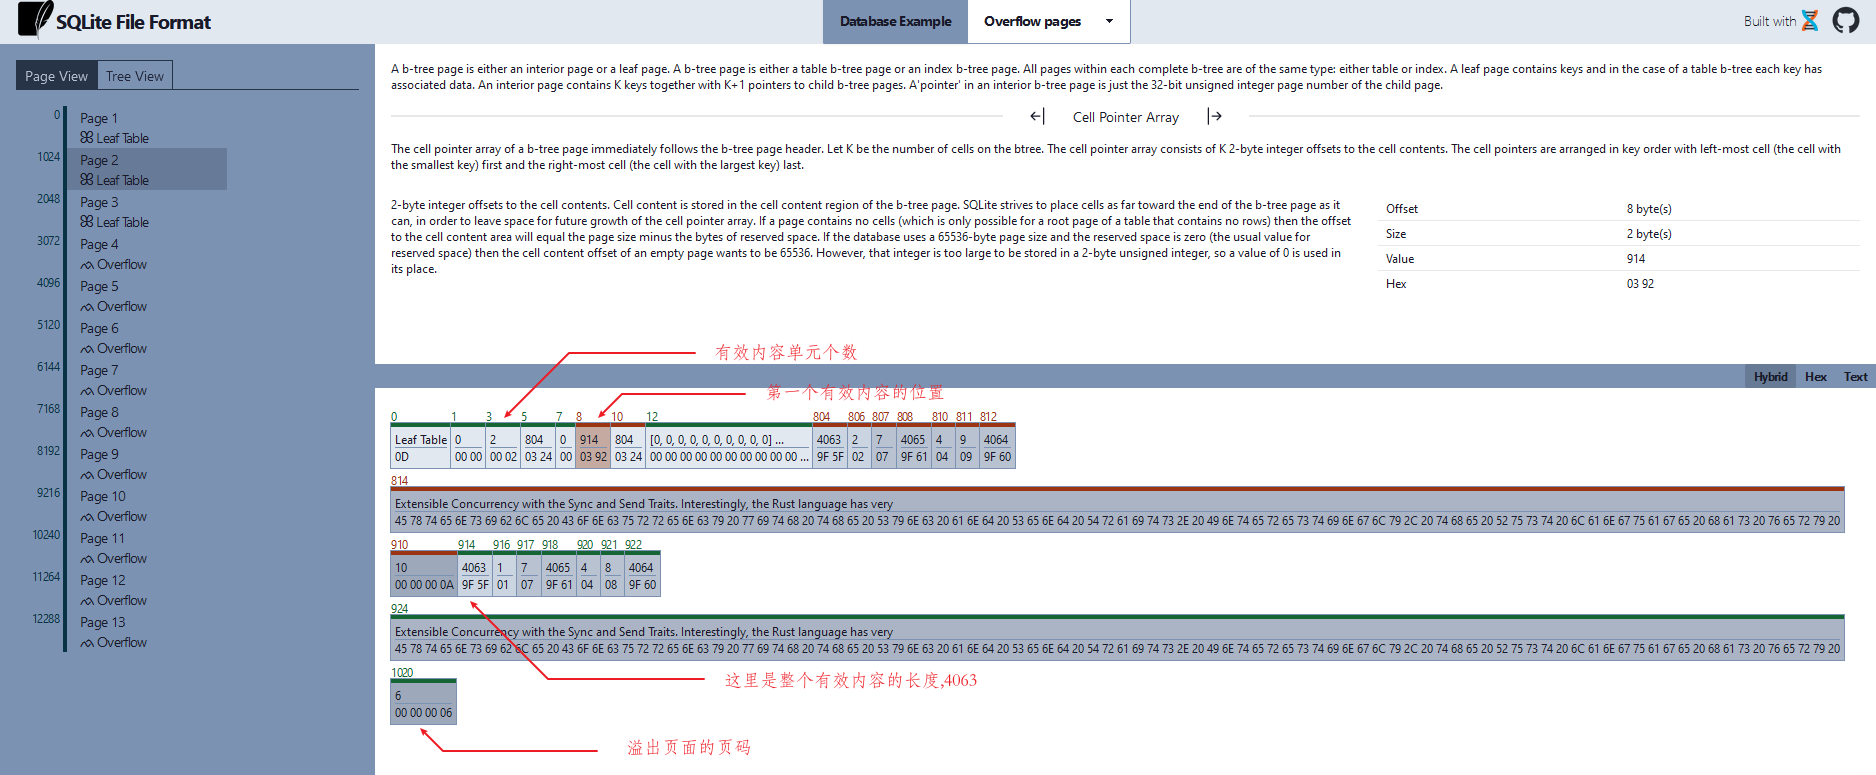 SQLite File Format
Database Example
Overflow pages
Built with
Page View
Tree View
0
Page 1
Leaf Table
1024
Page 2
Leaf Table
2048
Page 3
Leaf Table
3072
Page 4
Overflow
4096
Page 5
Overflow
5120
Page 6
Overflow
6144
Page 7
Overflow
7168
Page 8
Overflow
8192
Page 9
Overflow
9216
Page 10
Overflow
10240
Page 11
Overflow
11264
Page 12
Overflow
12288
Page 13
Overflow
A b-tree page is either an interior page or a leaf page. A b-tree page is either a table b-tree page or an index b-tree page. All pages within each complete b-tree are of the same type: either table or index. A leaf page contains keys and in the case of a table b-tree each key has
associated data. An interior page contains K keys together with K+1 pointers to child b-tree pages. A'pointer' in an interior b-tree page is just the 32-bit unsigned integer page number of the child page.
Cell Pointer Array
The cell pointer array of a b-tree page immediately follows the b-tree page header. Let K be the number of cells on the btree. The cell pointer array consists of K 2-byte integer offsets to the cell contents. The cell pointers are arranged in key order with left-most cell (the cell with
the smallest key) first and the right-most cell (the cell with the largest key) last.
2-byte integer offsets to the cell contents. Cell content is stored in the cell content region of the b-tree page. SQLite strives to place cells as far toward the end of the b-tree page as it
can, in order to leave space for future growth of the cell pointer array. If a page contains no cells (which is only possible for a root page of a table that contains no rows) then the offset
to the cell content area will equal the page size minus the bytes of reserved space. If the database uses a 65536-byte page size and the reserved space is zero (the usual value for
reserved space) then the cell content offset of an empty page wants to be 65536. However, that integer is too large to be stored in a 2-byte unsigned integer, so a value of 0 is used in
its place.
Offset 8 byte(s)
Size 2 byte(s)
Value 914
Hex 03 92
有效内容单元个数
Hybrid Hex Text
第一个有效内容的位置
0 1 3 5 7 8 10 12 804 806 807 808 810 811 812
Leaf Table 0 2 804 0 914 804 [0, 0, 0, 0, 0, 0, 0, 0, 0, 0] ... 4063 2 7 4065 4 9 4064
0D 00 00 00 02 03 24 00 03 92 03 24 00 00 00 00 00 00 00 00 00 00 ... 9F 5F 02 07 9F 61 04 09 9F 60
814
Extensible Concurrency with the Sync and Send Traits. Interestingly, the Rust language has very
45 78 74 65 6E 73 69 62 6C 65 20 43 6F 6E 63 75 72 72 65 6E 63 79 20 77 69 74 68 20 74 68 65 20 53 79 6E 63 20 61 6E 64 20 53 65 6E 64 20 54 72 61 69 74 73 2E 20 49 6E 74 65 72 65 73 74 69 6E 67 6C 79 2C 20 74 68 65 20 52 75 73 74 20 6C 61 6E 67 75 61 67 65 20 68 61 73 20 76 65 72 79 20
910 914 916 917 918 920 921 922
10 4063 1 7 4065 4 8 4064
00 00 00 0A 9F 5F 01 07 9F 61 04 08 9F 60
924
Extensible Concurrency with the Sync and Send Traits. Interestingly, the Rust language has very
45 78 74 65 6E 73 69 62 6C 65 20 43 6F 6E 63 75 72 72 65 6E 63 79 20 77 69 74 68 20 74 68 65 20 53 79 6E 63 20 61 6E 64 20 53 65 6E 64 20 54 72 61 69 74 73 2E 20 49 6E 74 65 72 65 73 74 69 6E 67 6C 79 2C 20 74 68 65 20 52 75 73 74 20 6C 61 6E 67 75 61 67 65 20 68 61 73 20 76 65 72 79 20
1020
6
00 00 00 06
这里是整个有效内容的长度,4063
溢出页面的页码